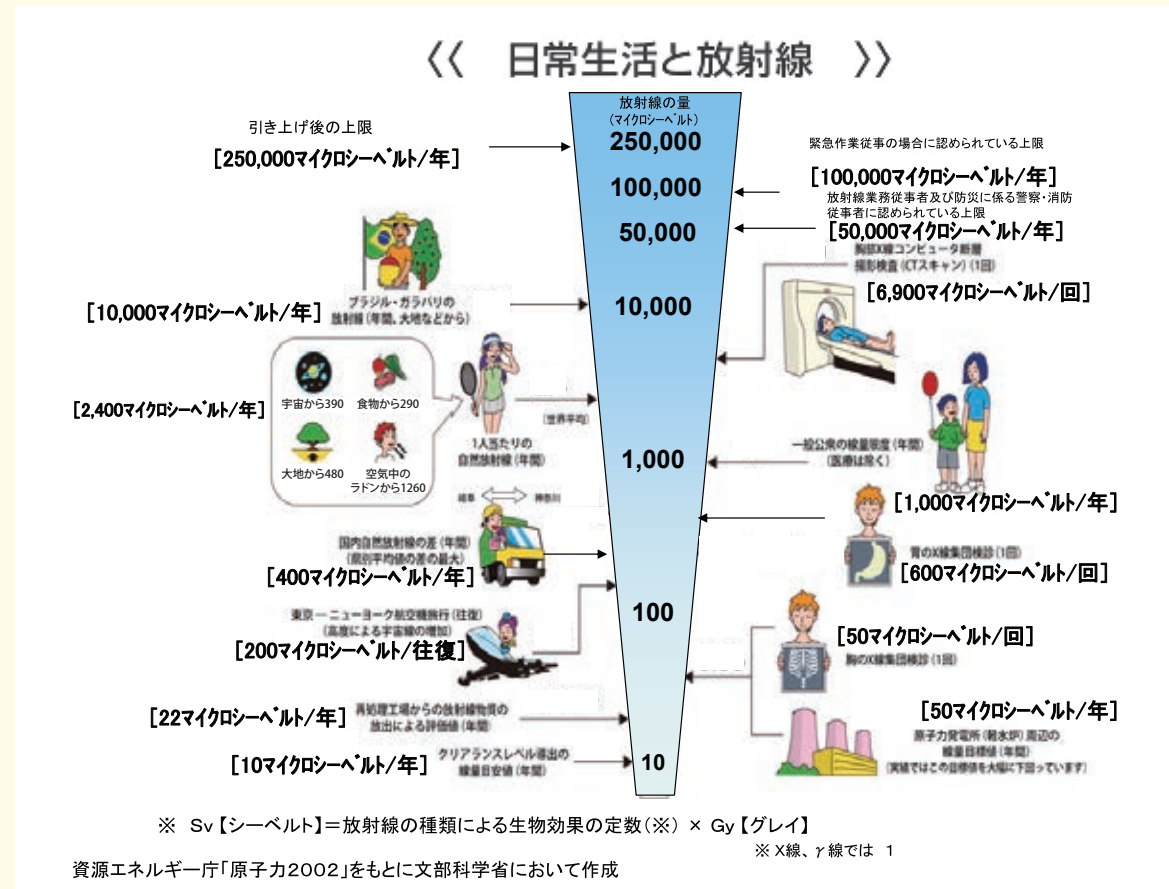 ≪ 日常生活と放射線 ≫
放射線の量
(マイクロシーベルト)
250,000
100,000
50,000
10,000
1,000
100
10
引き上げ後の上限
[250,000マイクロシーベルト/年]
ブラジル・ガラパリの
放射線(年間、大地などから)
[10,000マイクロシーベルト/年]
宇宙から390
食物から290
大地から480
空気中の
ラドンから1260
[2,400マイクロシーベルト/年]
(世界平均)
1人当たりの
自然放射線(年間)
岐阜
神奈川
国内自然放射線の差(年間)
(県別平均値の差の最大)
[400マイクロシーベルト/年]
東京ーニューヨーク航空機旅行(往復)
(高度による宇宙線の増加)
[200マイクロシーベルト/往復]
[22マイクロシーベルト/年]
再処理工場からの放射線物質の
放出による評価値(年間)
[10マイクロシーベルト/年]
クリアランスレベル導出の
線量目安値(年間)
緊急作業従事の場合に認められている上限
[100,000マイクロシーベルト/年]
放射線業務従事者及び防災に係る警察・消防
従事者に認められている上限
[50,000マイクロシーベルト/年]
胸部X線コンピュータ断層
撮影検査(CTスキャン)(1回)
[6,900マイクロシーベルト/回]
一般公衆の線量限度(年間)
(医療は除く)
[1,000マイクロシーベルト/年]
胃のX線集団検診(1回)
[600マイクロシーベルト/回]
[50マイクロシーベルト/回]
胸のX線集団検診(1回)
[50マイクロシーベルト/年]
原子力発電所(軽水炉)周辺の
線量目標値(年間)
(実績ではこの目標値を大幅に下回っています)
※ Sv【シーベルト】=放射線の種類による生物効果の定数(※) × Gy【グレイ】
※ X線、γ線では 1
資源エネルギー庁「原子力2002」をもとに文部科学省において作成